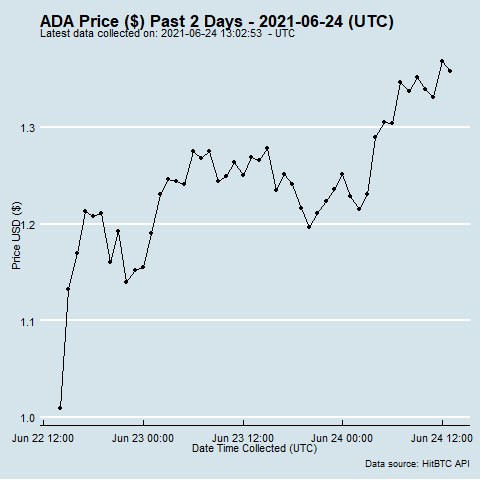 ADA Price ($) Past 2 Days - 2021-06-24 (UTC)
Latest data collected on: 2021-06-24 13:02:53 - UTC
Price USD ($)
1.3
1.2
1.1
1.0
Jun 22 12:00 Jun 23 00:00 Jun 23 12:00 Jun 24 00:00 Jun 24 12:00
Date Time Collected (UTC)
Data source: HitBTC API